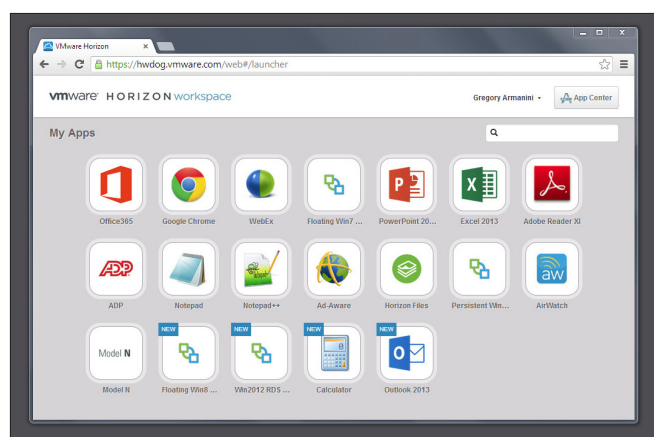 VMware Horizon
https://hwdog.vmware.com/web#/launcher
vmware HORIZON workspace
Gregory Armanini
App Center
My Apps
Office365
Google Chrome
WebEx
Floating Win7 ...
PowerPoint 20...
Excel 2013
Adobe Reader XI
ADP
Notepad
Notepad++
Ad-Aware
Horizon Files
Persistent Win...
AirWatch
Model N
NEW
NEW
NEW
NEW
Model N
Floating Win8 ...
Win2012 RDS ...
Calculator
Outlook 2013